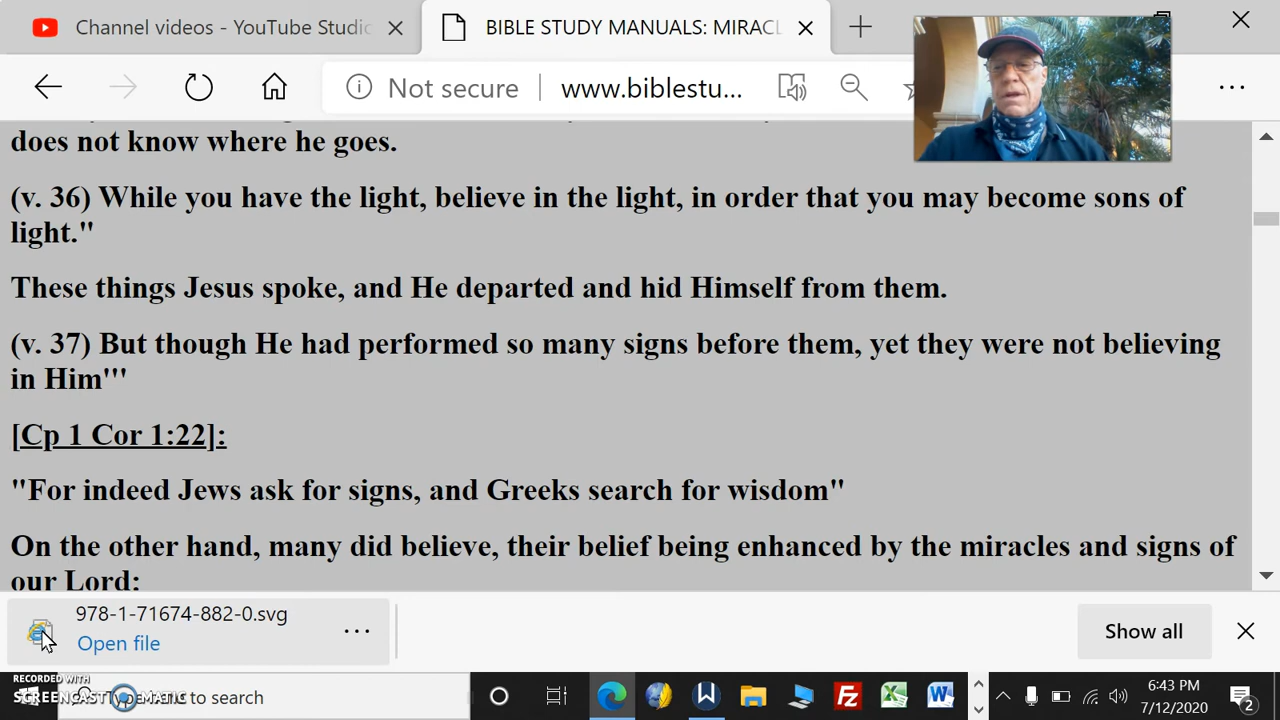 Channel videos - YouTube Studio
BIBLE STUDY MANUALS: MIRACL
Not secure
www.biblestu...
does not know where he goes.
(v. 36) While you have the light, believe in the light, in order that you may become sons of
light."
These things Jesus spoke, and He departed and hid Himself from them.
(v. 37) But though He had performed so many signs before them, yet they were not believing
in Him'"
[Cp 1 Cor 1:22]:
"For indeed Jews ask for signs, and Greeks search for wisdom"
On the other hand, many did believe, their belief being enhanced by the miracles and signs of
our Lord:
978-1-71674-882-0.svg
Open file
Show all
RECORDED WITH
SCREENCAST MATIC
Type to search
6:43 PM
7/12/2020
2